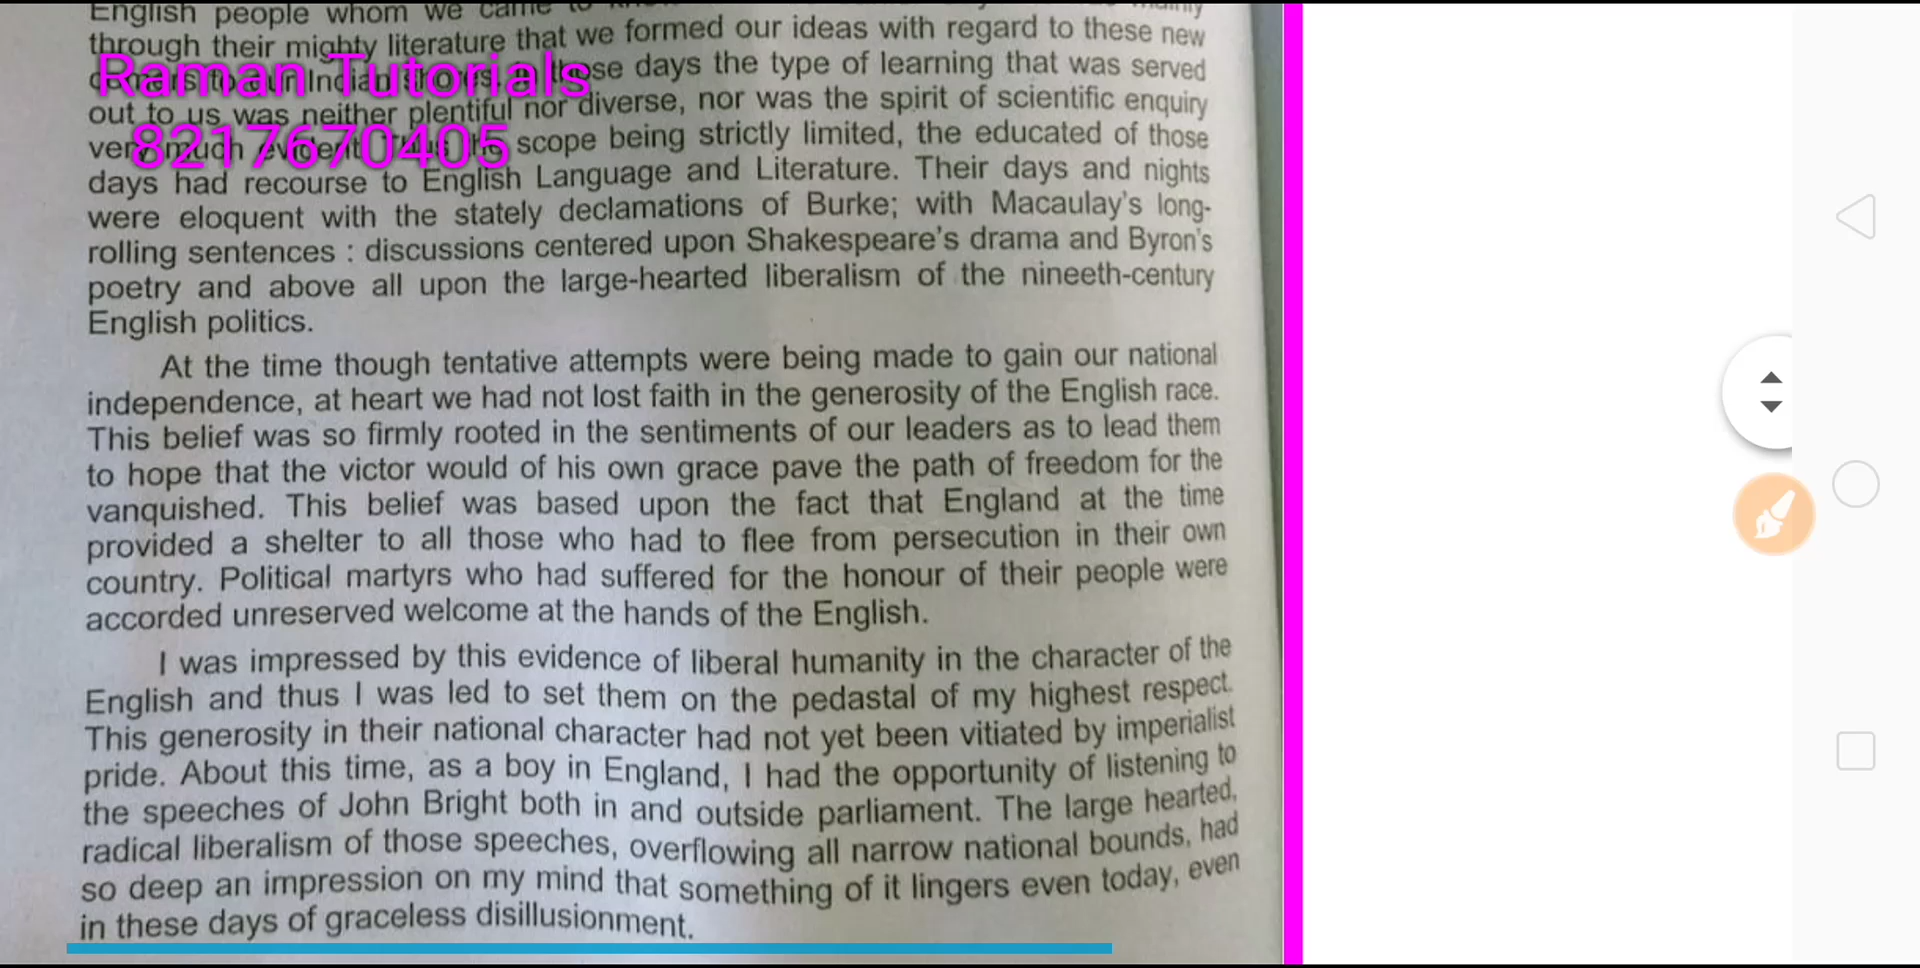 English people whom we came to
through their mighty literature that we formed our ideas with regard to these new
Raman Tutorials
Indian shores those days the type of learning that was served
out to us was neither plentiful nor diverse, nor was the spirit of scientific enquiry
8217670405
very much evident. scope being strictly limited, the educated of those
days had recourse to English Language and Literature. Their days and nights
were eloquent with the stately declamations of Burke; with Macaulay's long-
rolling sentences : discussions centered upon Shakespeare's drama and Byron's
poetry and above all upon the large-hearted liberalism of the nineeth-century
English politics.
At the time though tentative attempts were being made to gain our national
independence, at heart we had not lost faith in the generosity of the English race.
This belief was so firmly rooted in the sentiments of our leaders as to lead them
to hope that the victor would of his own grace pave the path of freedom for the
vanquished. This belief was based upon the fact that England at the time
provided a shelter to all those who had to flee from persecution in their own
country. Political martyrs who had suffered for the honour of their people were
accorded unreserved welcome at the hands of the English.
I was impressed by this evidence of liberal humanity in the character of the
English and thus I was led to set them on the pedastal of my highest respect.
This generosity in their national character had not yet been vitiated by imperialist
pride. About this time, as a boy in England, I had the opportunity of listening to
the speeches of John Bright both in and outside parliament. The large hearted,
radical liberalism of those speeches, overflowing all narrow national bounds, had
so deep an impression on my mind that something of it lingers even today, even
in these days of graceless disillusionment.